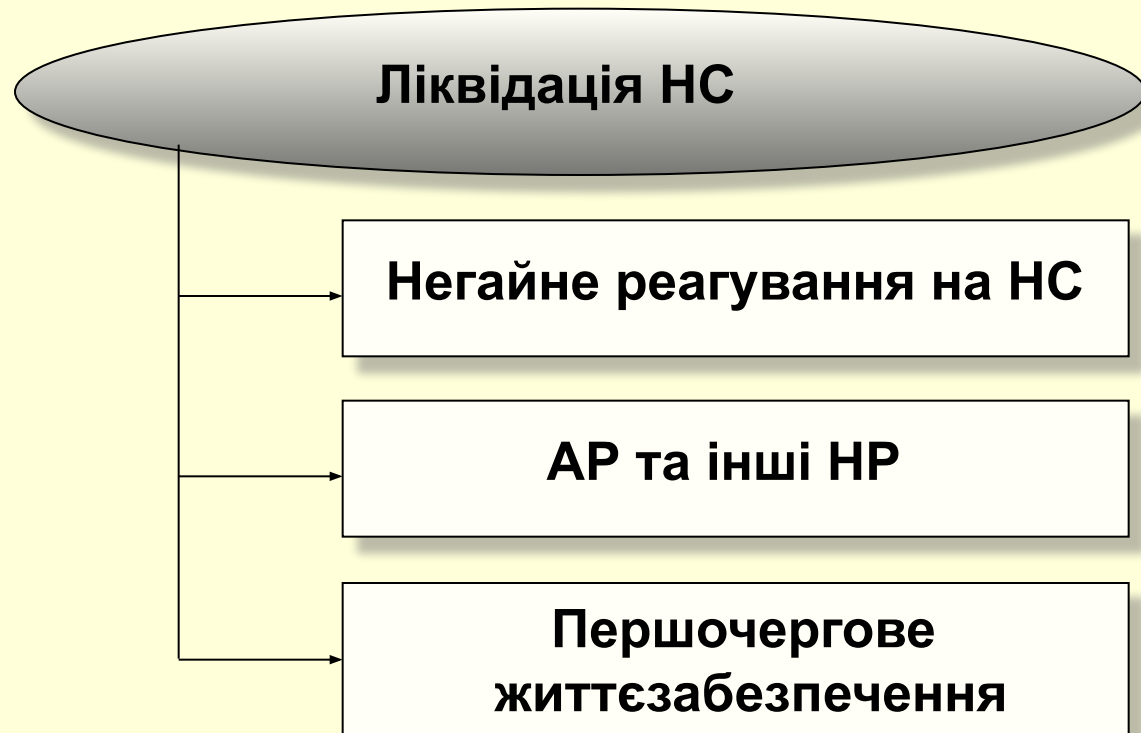 Ліквідація НС
Негайне реагування на НС
АР та інші НР
Першочергове
життєзабезпечення